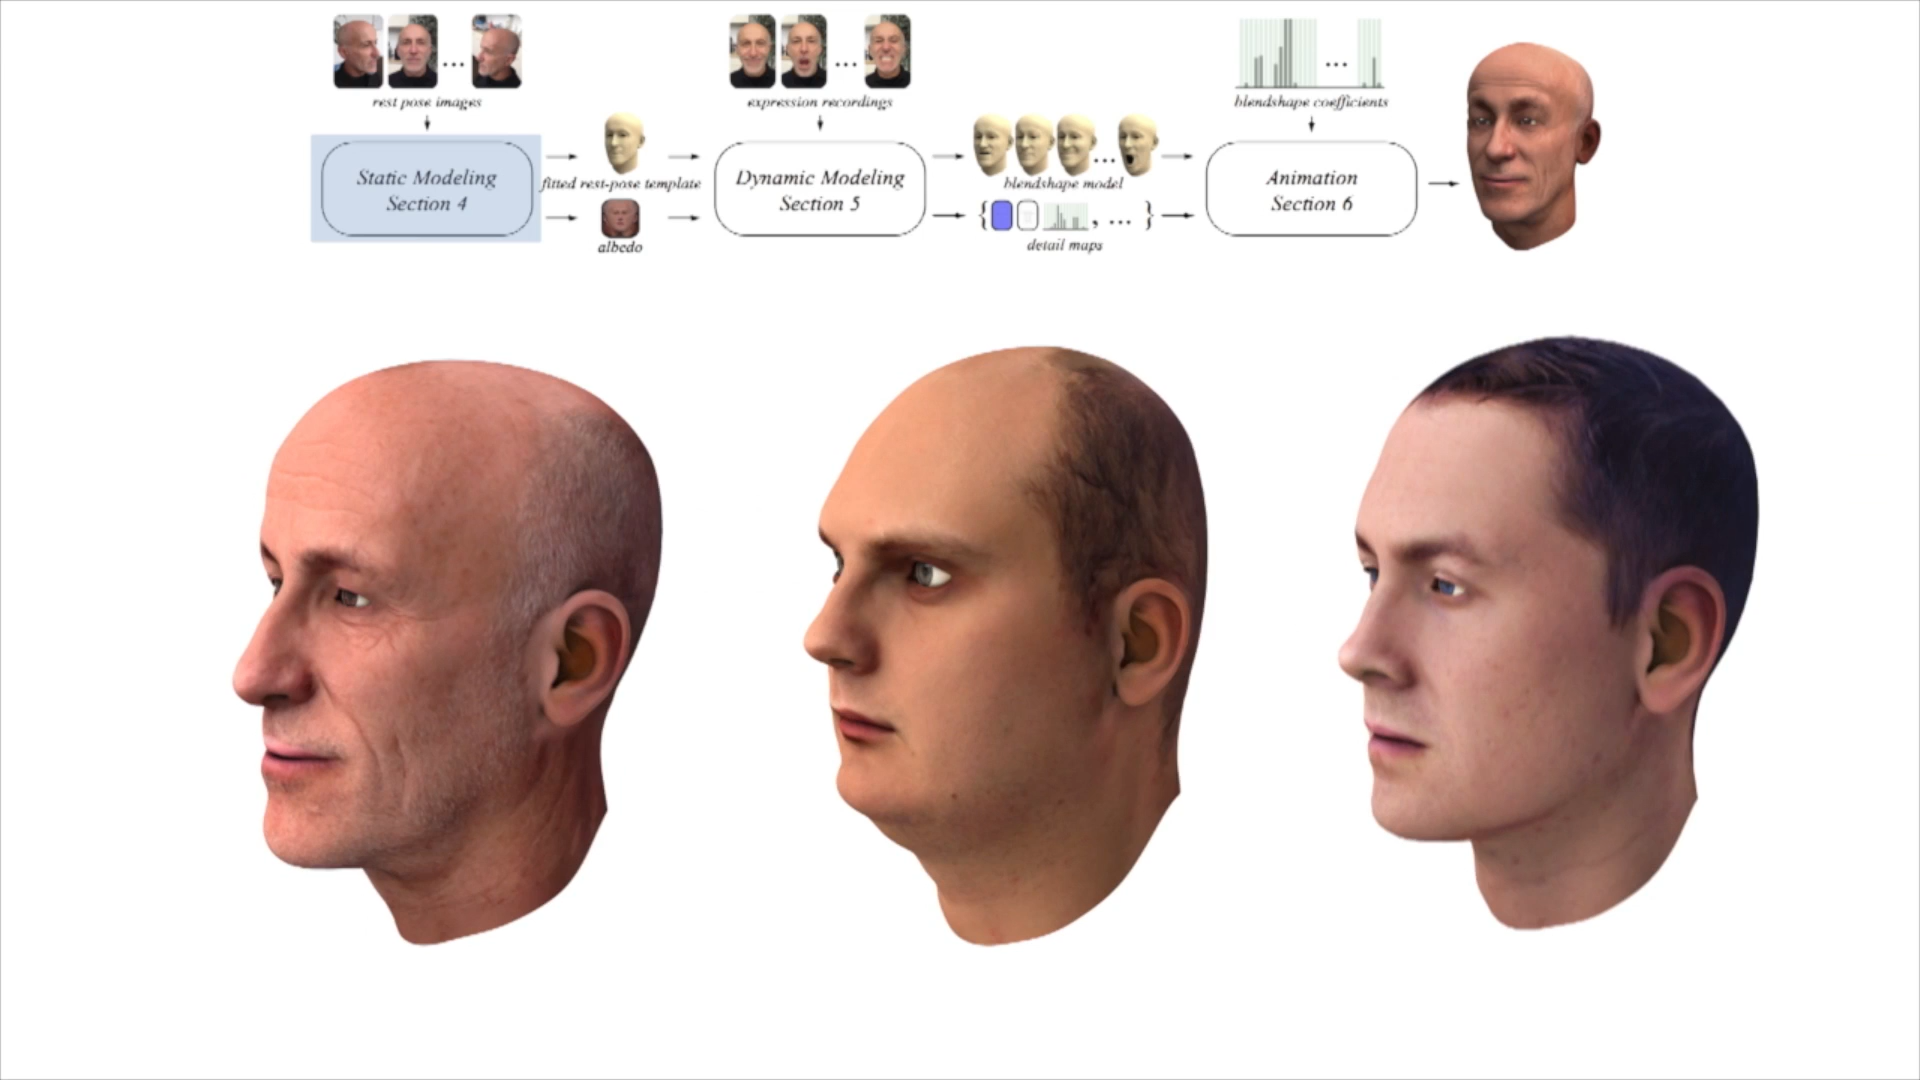 rest pose images
expression recordings
blendshape coefficients
Static Modeling
Section 4
fitted rest-pose template
albedo
Dynamic Modeling
Section 5
blendshape model
detail maps
Animation
Section 6